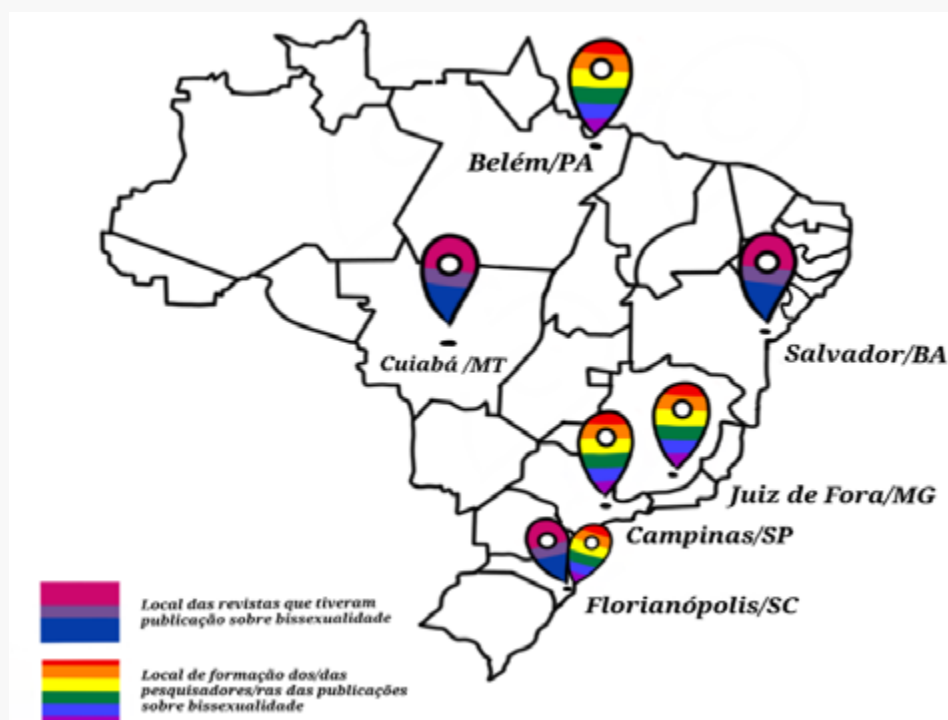 Belém/PA
Cuiabá /MT
Salvador/BA
Juiz de Fora/MG
Campinas/SP
Florianópolis/SC
Local das revistas que tiveram
publicação sobre bissexualidade
Local de formação dos/das
pesquisadores/ras das publicações
sobre bissexualidade